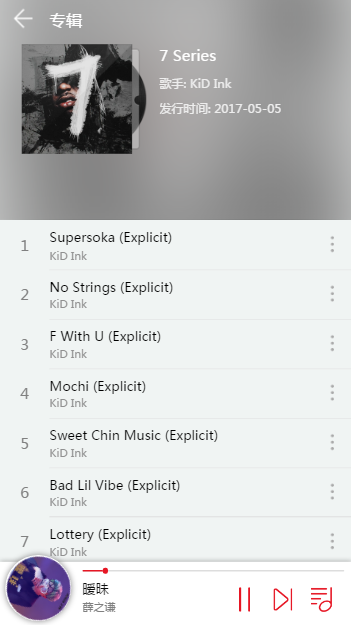 专辑
7
7 Series
歌手: KiD Ink
发行时间: 2017-05-05
1
Supersoka (Explicit)
KiD Ink
2
No Strings (Explicit)
KiD Ink
3
F With U (Explicit)
KiD Ink
4
Mochi (Explicit)
KiD Ink
5
Sweet Chin Music (Explicit)
KiD Ink
6
Bad Lil Vibe (Explicit)
KiD Ink
7
Lottery (Explicit)
KiD Ink
暧昧
薛之谦